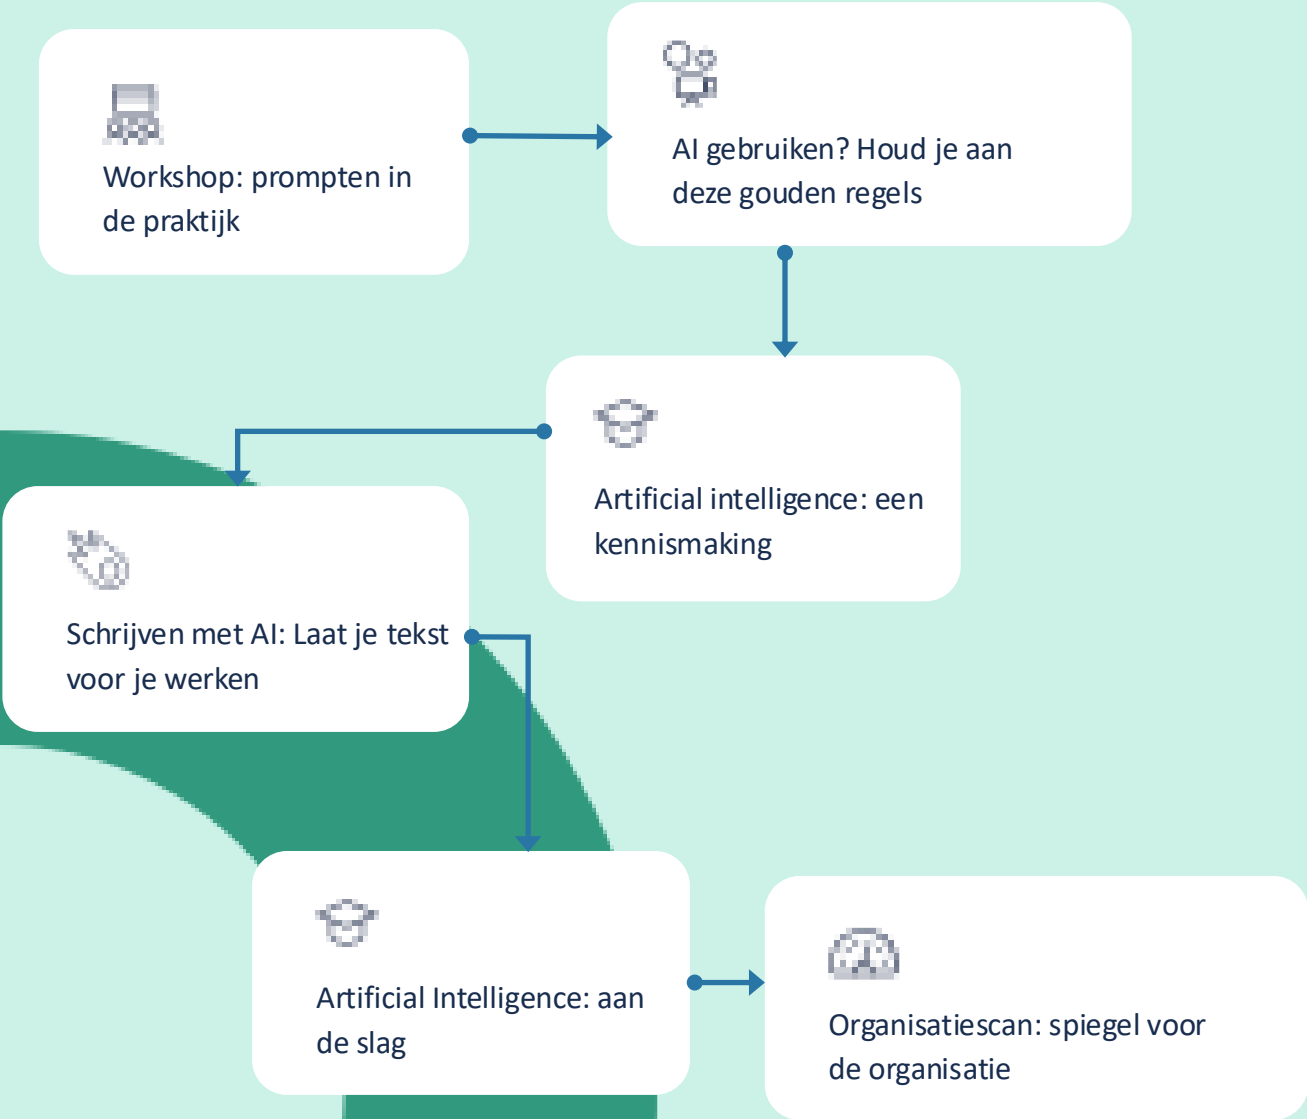 Workshop: prompten in
de praktijk
AI gebruiken? Houd je aan
deze gouden regels
Artificial intelligence: een
kennismaking
Schrijven met AI: Laat je tekst
voor je werken
Artificial Intelligence: aan
de slag
Organisatiescan: spiegel voor
de organisatie